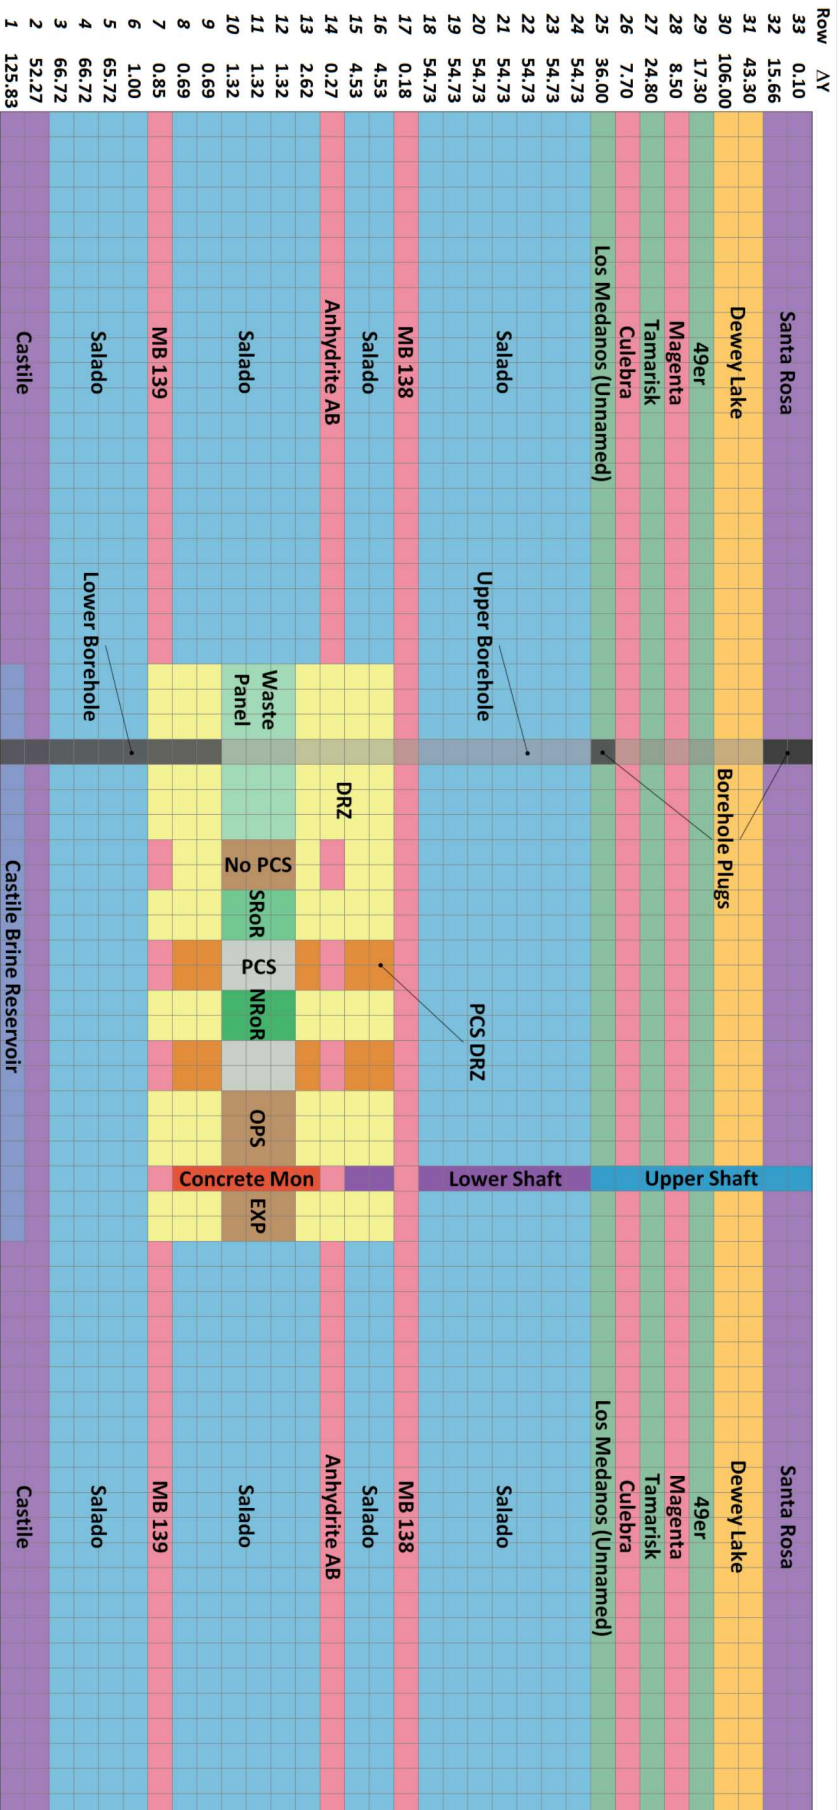 Row ΔY
33 0.10
32 15.66
31 43.30
30 106.00
29 17.30
28 8.50
27 24.80
26 7.70
25 36.00
24 54.73
23 54.73
22 54.73
21 54.73
20 54.73
19 54.73
18 54.73
17 0.18
16 4.53
15 4.53
14 0.27
13 2.62
12 1.32
11 1.32
10 1.32
9 0.69
8 0.69
7 0.85
6 1.00
5 65.72
4 66.72
3 66.72
2 52.27
1 125.83
Santa Rosa
Dewey Lake
49er
Magenta
Tamarisk
Culebra
Los Medanos (Unnamed)
Salado
MB 138
Salado
Anhydrite AB
Salado
MB 139
Salado
Castile
Upper Borehole
Lower Borehole
Waste
Panel
Borehole Plugs
DRZ
No PCS
SRoR
PCS
NRoR
PCS DRZ
OPS
Upper Shaft
Lower Shaft
Concrete Mon
EXP
Castile Brine Reservoir
Santa Rosa
Dewey Lake
49er
Magenta
Tamarisk
Culebra
Los Medanos (Unnamed)
Salado
MB 138
Salado
Anhydrite AB
Salado
MB 139
Salado
Castile